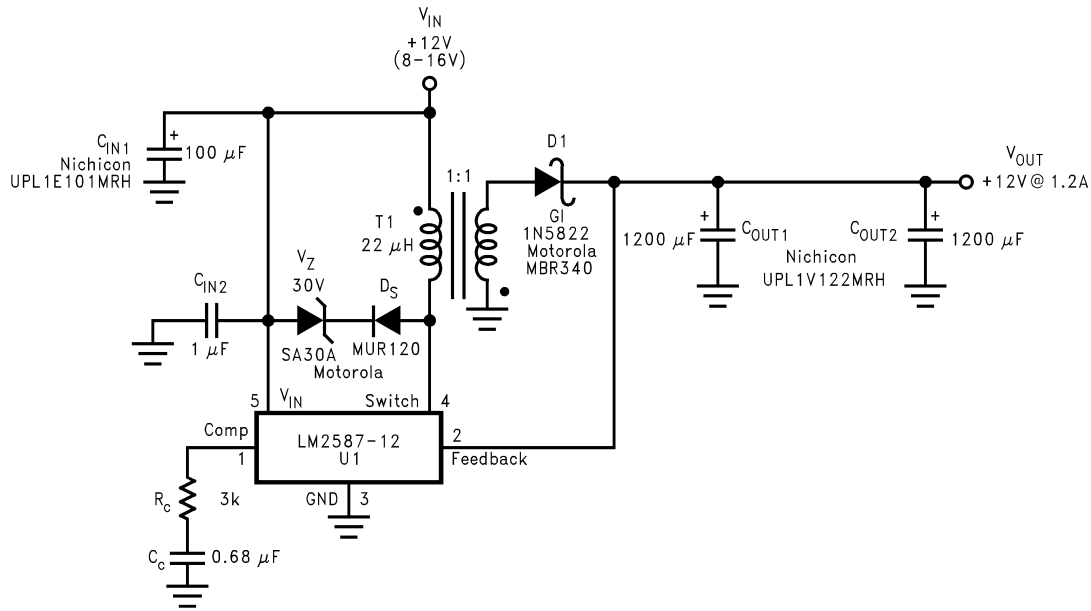 V_IN
+12V
(8-16V)
C_IN1
Nichicon
UPL1E101MRH
+
100 μF
1:1
T1
22 μH
D1
GI
1N5822
Motorola
MBR340
V_OUT
+12V @ 1.2A
+
1200 μF
C_OUT1
C_OUT2
+
1200 μF
Nichicon
UPL1V122MRH
V_Z
30V
D_S
C_IN2
1 μF
SA30A
MUR120
Motorola
5
V_IN
Switch
4
Comp
1
LM2587-12
U1
2
Feedback
GND
3
R_c
3k
C_c
0.68 μF